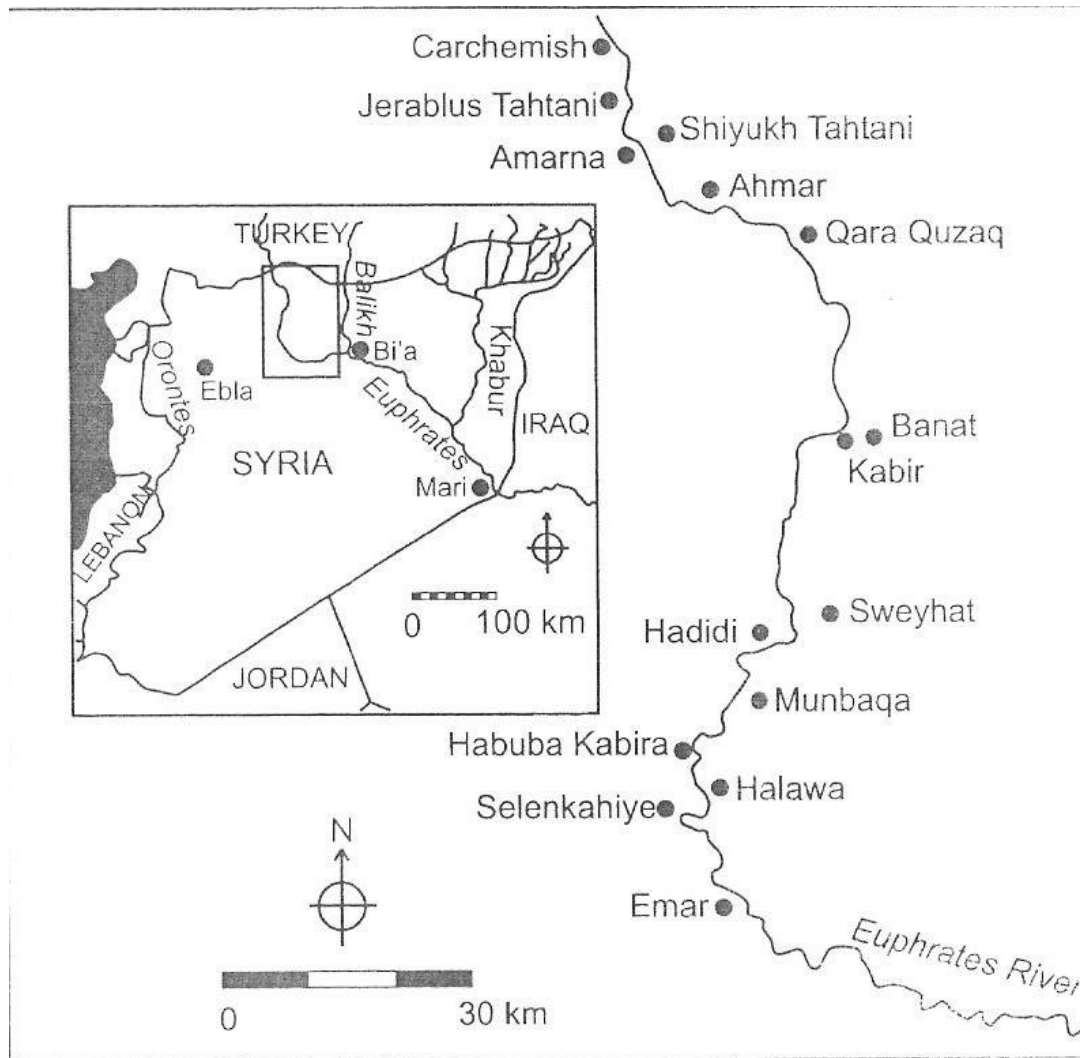 Carchemish
Jerablus Tahtani
Shiyukh Tahtani
Amarna
Ahmar
Qara Quzaq
TURKEY
Balikh
Khabur
Orontes
Bi'a
Ebla
Euphrates
IRAQ
SYRIA
Mari
LEBANON
0 100 km
JORDAN
Banat
Kabir
Sweyhat
Hadidi
Munbaqa
Habuba Kabira
Halawa
Selenkahiye
N
Emar
Euphrates River
0 30 km